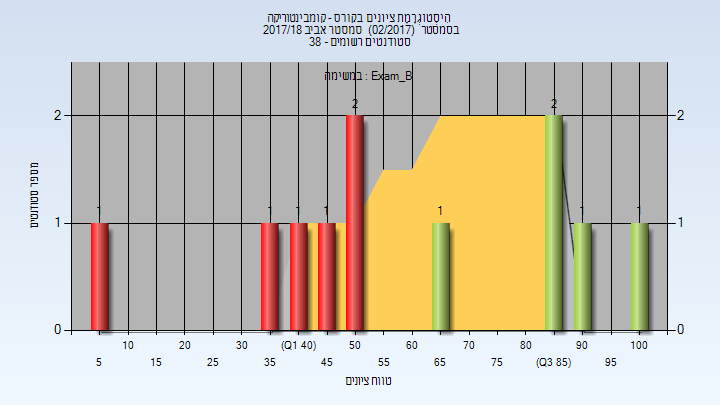 היסטוגרמת ציונים בקורס - קומבינטוריקה
בסמסטר (02/2017) סמסטר אביב 2017/18
סטודנטים רשומים - 38
במשימה : Exam_B
מספר סטודנטים
2 2
1 1
0 0
1 1 1 1 2 1 2 1 1
10 20 30 (Q1 40) 50 60 70 80 90 100
5 15 25 35 45 55 65 75 (Q3 85) 95
טווח ציונים